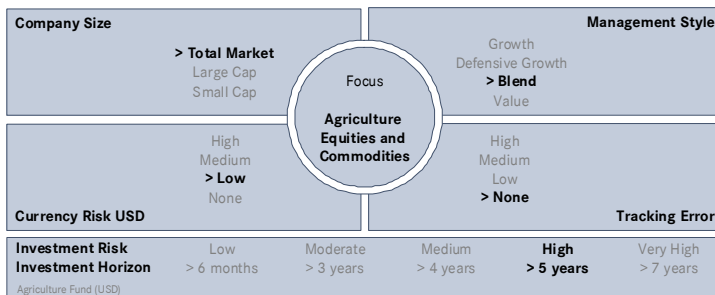 Company Size
> Total Market
Large Cap
Small Cap
Management Style
Growth
Defensive Growth
> Blend
Value
Focus
Agriculture
Equities and
Commodities
High
Medium
> Low
None
Currency Risk USD
High
Medium
Low
> None
Tracking Error
Investment Risk Low Moderate Medium High Very High
Investment Horizon > 6 months > 3 years > 4 years > 5 years > 7 years
Agriculture Fund (USD)